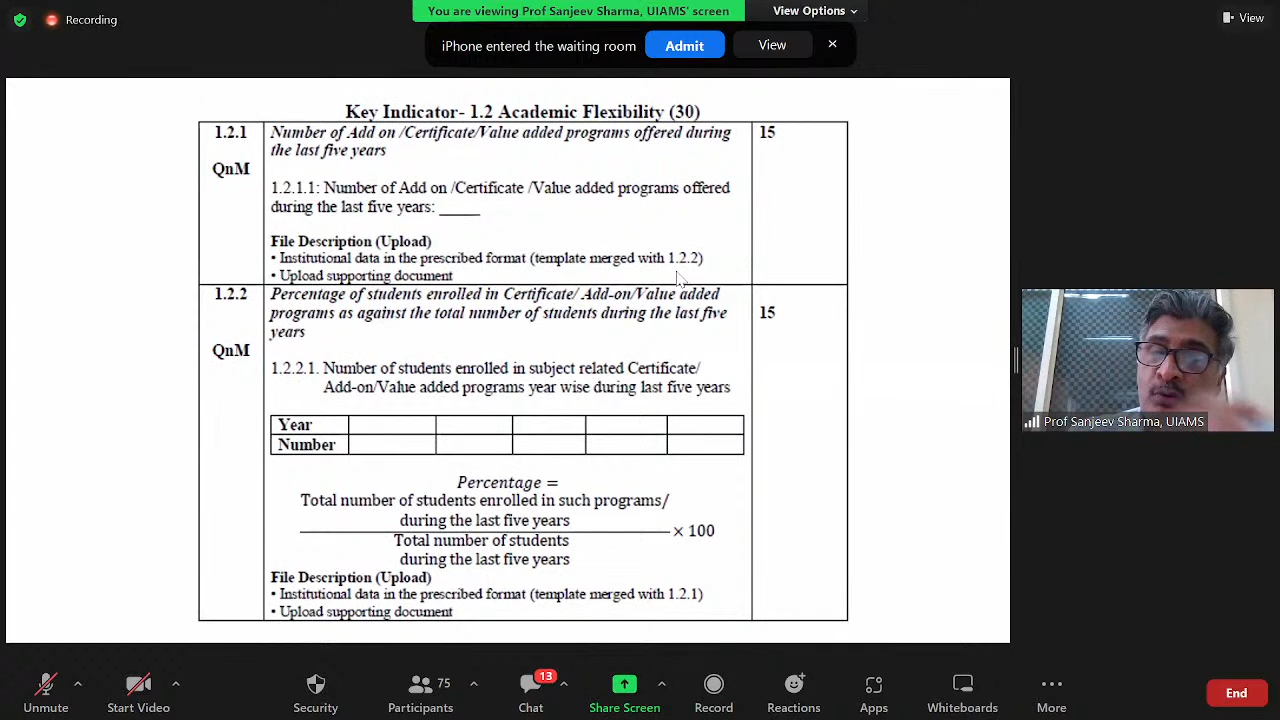 Recording
You are viewing Prof Sanjeev Sharma, UIAMS' screen
View Options
View
iPhone entered the waiting room
Admit
View
Key Indicator- 1.2 Academic Flexibility (30)
1.2.1
QnM
Number of Add on /Certificate/Value added programs offered during
the last five years
15
1.2.1.1: Number of Add on /Certificate /Value added programs offered
during the last five years: _____
File Description (Upload)
• Institutional data in the prescribed format (template merged with 1.2.2)
• Upload supporting document
1.2.2
QnM
Percentage of students enrolled in Certificate/ Add-on/Value added
programs as against the total number of students during the last five
years
15
1.2.2.1. Number of students enrolled in subject related Certificate/
Add-on/Value added programs year wise during last five years
Year
Number
Percentage =
Total number of students enrolled in such programs/
during the last five years
× 100
Total number of students
during the last five years
File Description (Upload)
• Institutional data in the prescribed format (template merged with 1.2.1)
• Upload supporting document
Prof Sanjeev Sharma, UIAMS
Unmute
Start Video
Security
75
Participants
13
Chat
Share Screen
Record
Reactions
Apps
Whiteboards
More
End